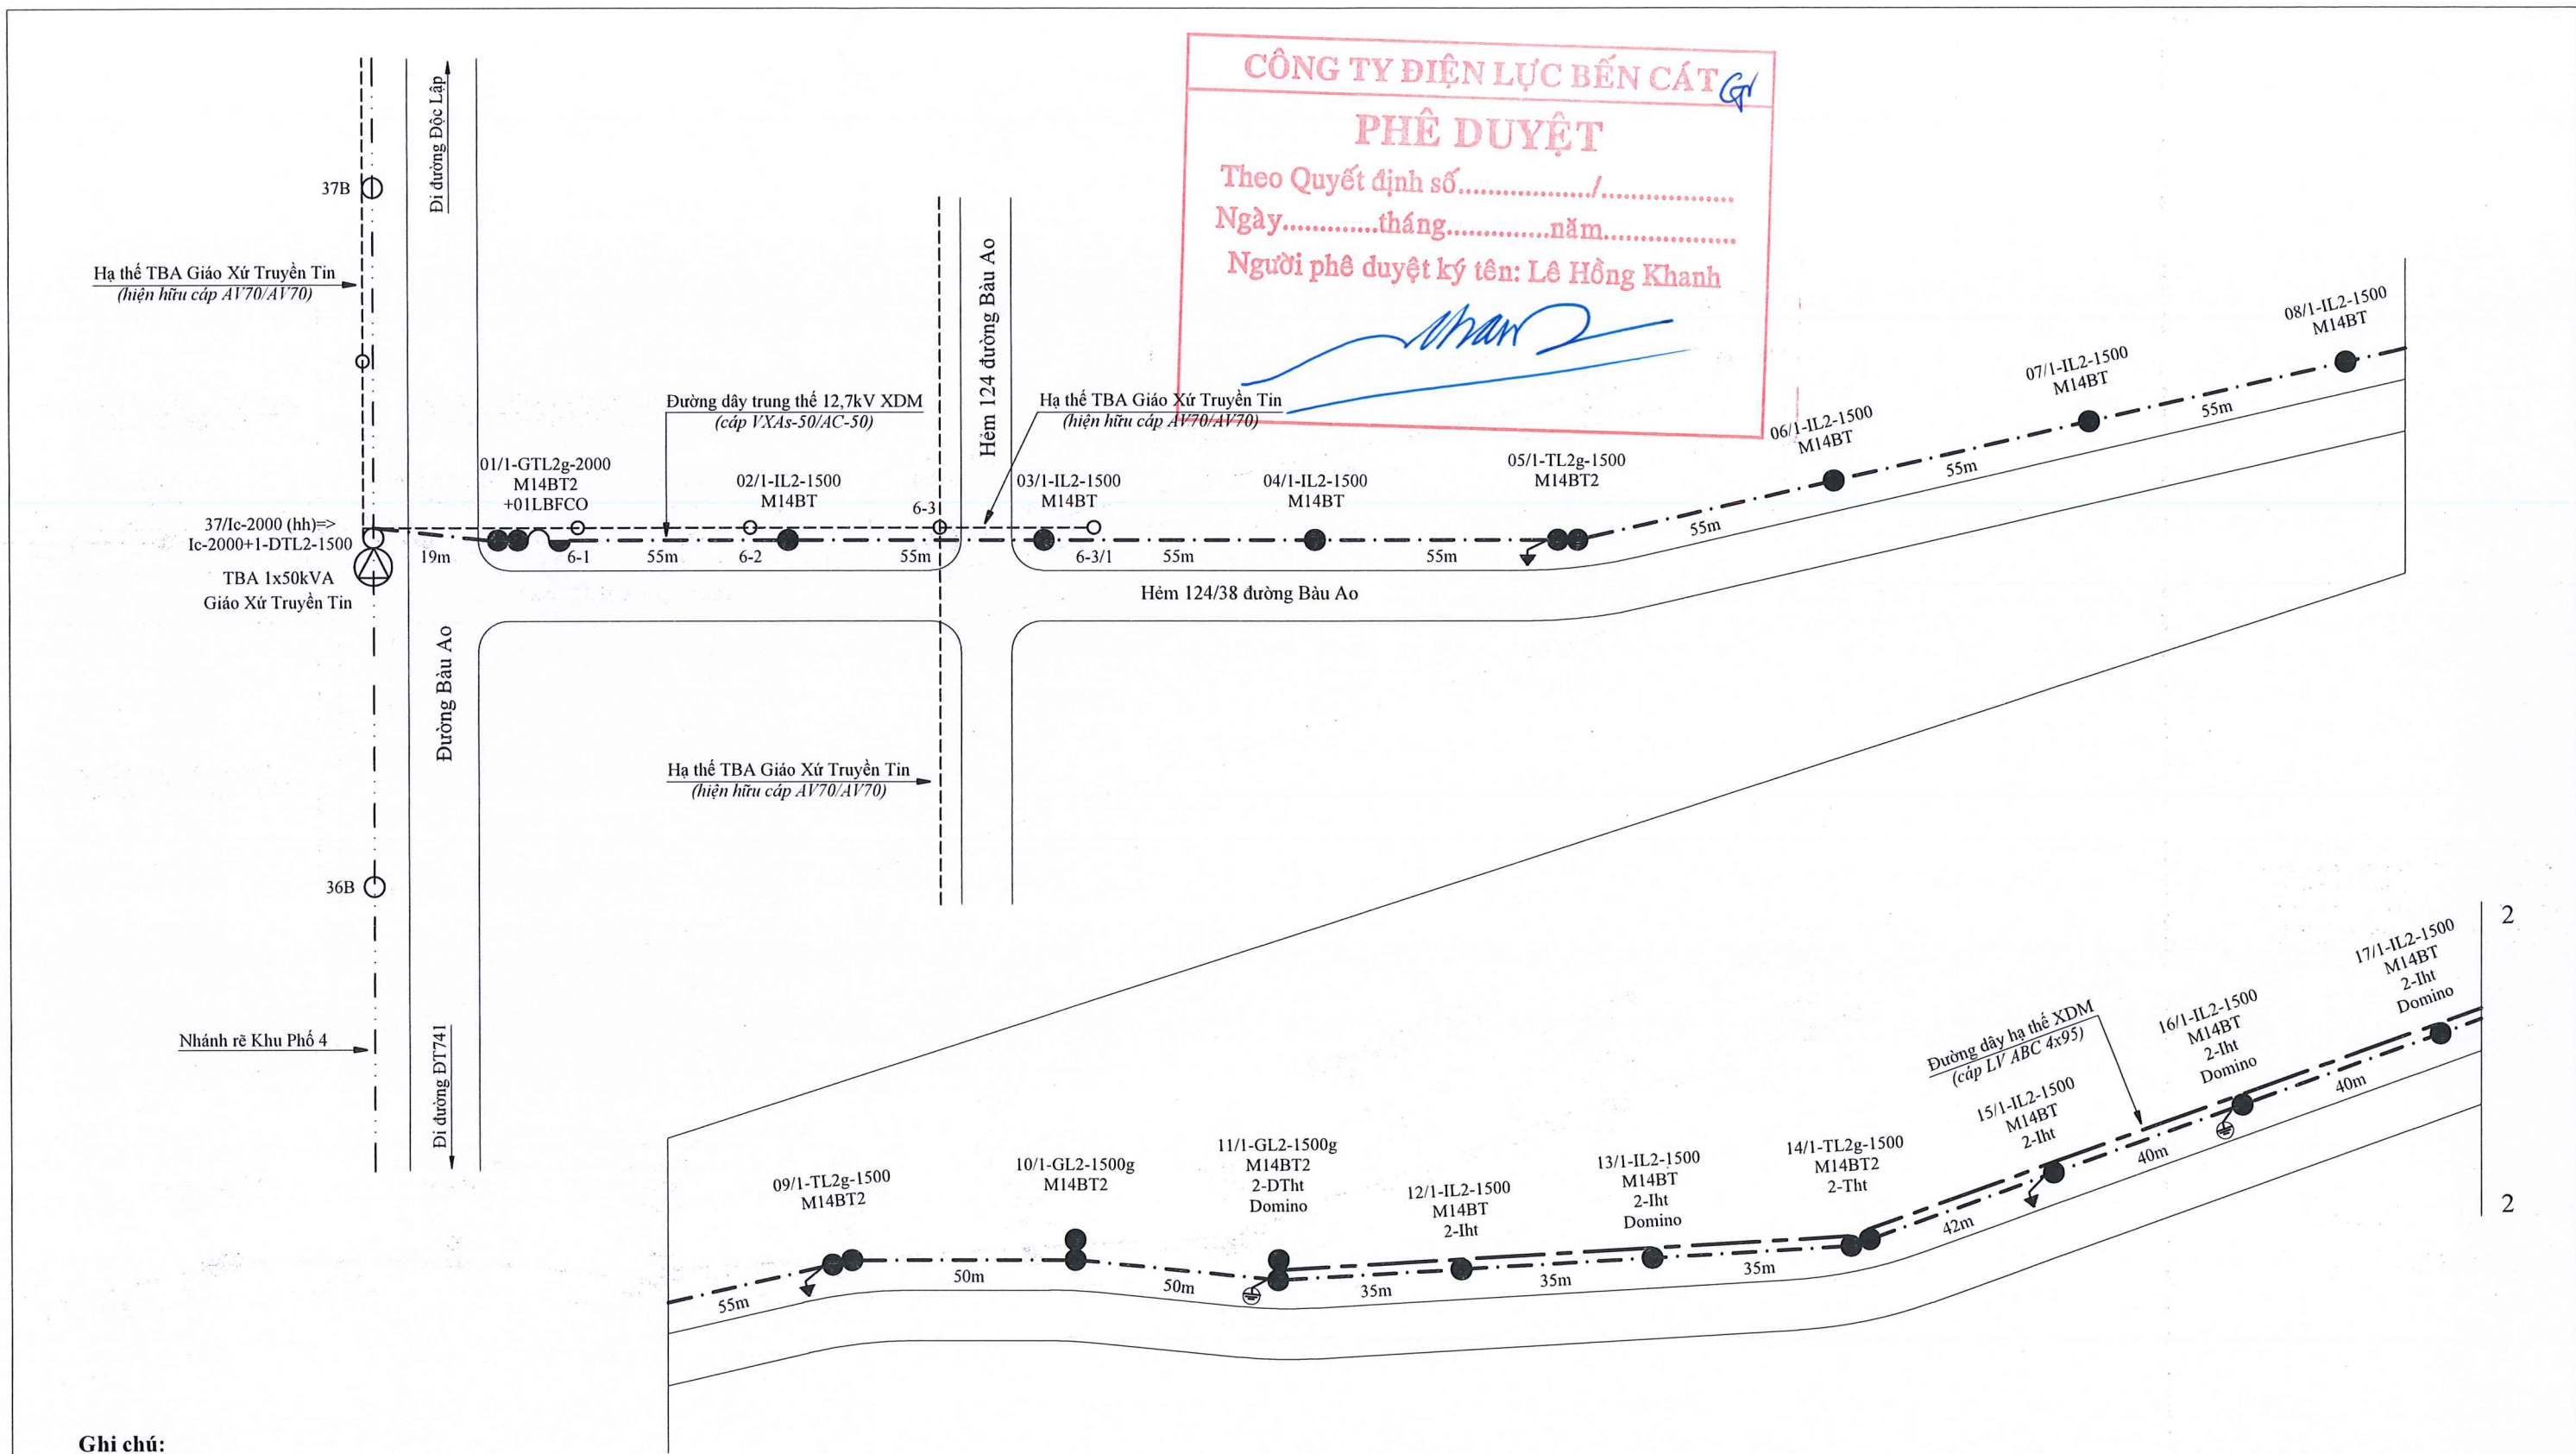 CÔNG TY ĐIỆN LỰC BẾN CÁT
PHÊ DUYỆT
Theo Quyết định số................../..................
Ngày.............tháng..............năm..................
Người phê duyệt ký tên: Lê Hồng Khanh
Đi đường Độc Lập
37B
Hạ thế TBA Giáo Xứ Truyền Tin
(hiện hữu cáp AV70/AV70)
Đường dây trung thế 12,7kV XDM
(cáp VXAs-50/AC-50)
Hẻm 124 đường Bàu Ao
Hạ thế TBA Giáo Xứ Truyền Tin
(hiện hữu cáp AV70/AV70)
01/1-GTL2g-2000
M14BT2
+01LBFCO
02/1-IL2-1500
M14BT
6-3
03/1-IL2-1500
M14BT
04/1-IL2-1500
M14BT
05/1-TL2g-1500
M14BT2
06/1-IL2-1500
M14BT
07/1-IL2-1500
M14BT
08/1-IL2-1500
M14BT
37/Ic-2000 (hh)=>
Ic-2000+1-DTL2-1500
TBA 1x50kVA
Giáo Xứ Truyền Tin
19m
6-1
55m
6-2
55m
6-3/1
55m
55m
55m
55m
55m
Hẻm 124/38 đường Bàu Ao
Đường Bàu Ao
Hạ thế TBA Giáo Xứ Truyền Tin
(hiện hữu cáp AV70/AV70)
36B
Nhánh rẽ Khu Phố 4
Đi đường ĐT741
09/1-TL2g-1500
M14BT2
10/1-GL2-1500g
M14BT2
11/1-GL2-1500g
M14BT2
2-DTht
Domino
12/1-IL2-1500
M14BT
2-Iht
13/1-IL2-1500
M14BT
2-Iht
Domino
14/1-TL2g-1500
M14BT2
2-Tht
Đường dây hạ thế XDM
(cáp LV ABC 4x95)
15/1-IL2-1500
M14BT
2-Iht
16/1-IL2-1500
M14BT
2-Iht
Domino
17/1-IL2-1500
M14BT
2-Iht
Domino
2
2
55m
50m
50m
35m
35m
35m
42m
40m
40m
Ghi chú: